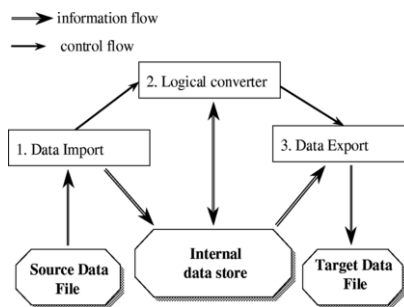 information flow
control flow
2. Logical converter
1. Data Import
3. Data Export
Source Data
File
Internal
data store
Target Data
File